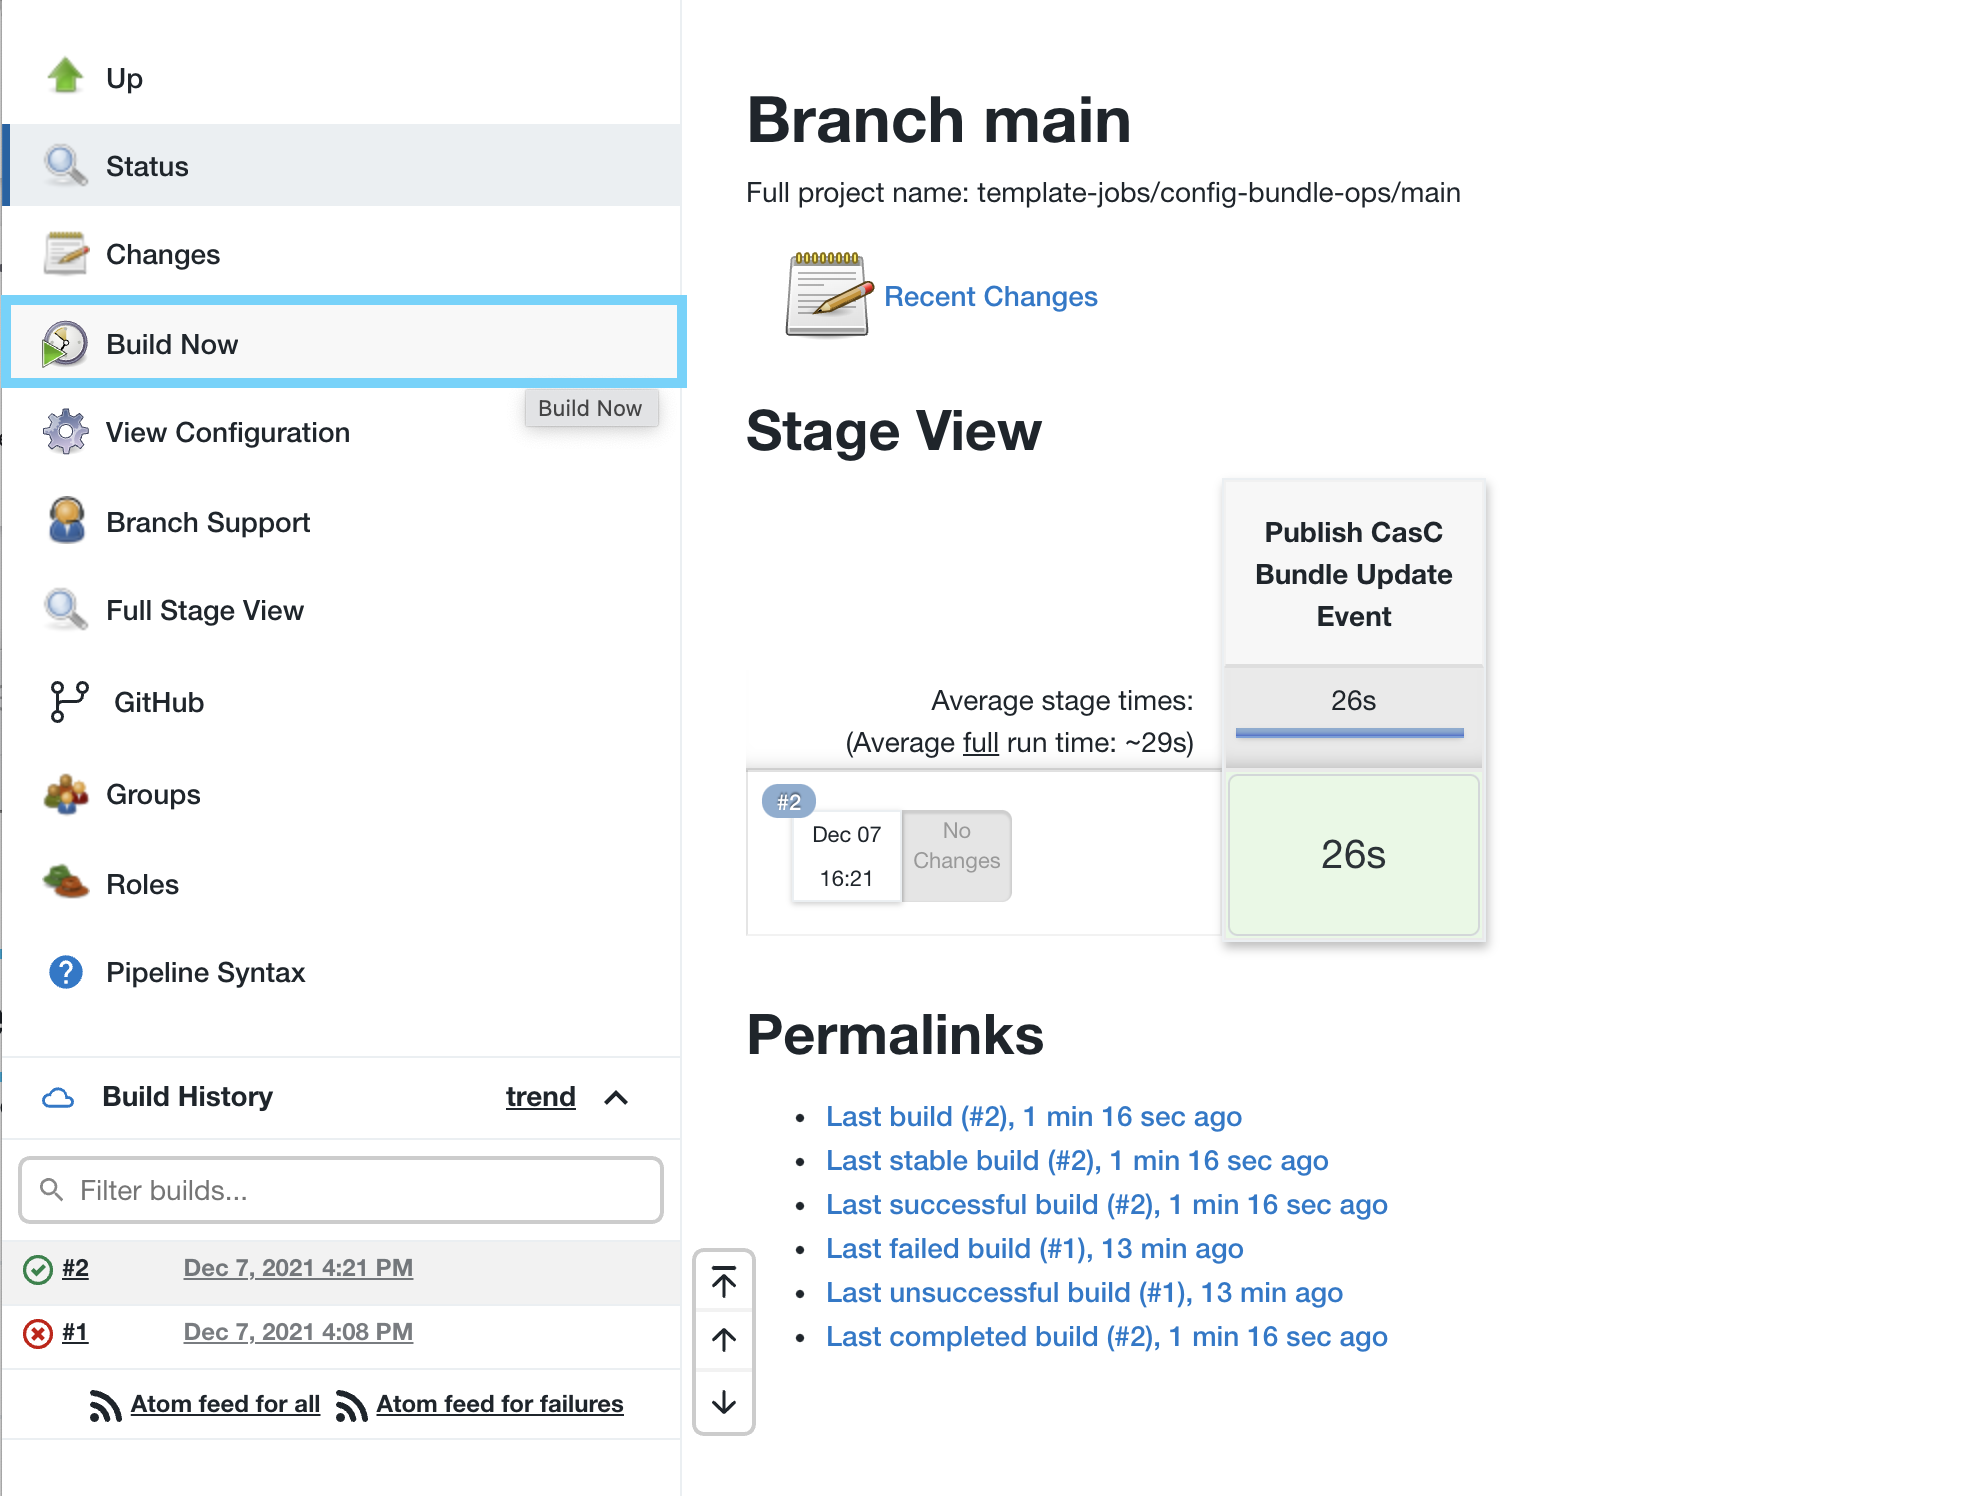 Up
Status
Changes
Build Now
Build Now
View Configuration
Branch Support
Full Stage View
GitHub
Groups
Roles
Pipeline Syntax
Build History
trend
Filter builds...
#2 Dec 7, 2021 4:21 PM
#1 Dec 7, 2021 4:08 PM
Atom feed for all Atom feed for failures
Branch main
Full project name: template-jobs/config-bundle-ops/main
Recent Changes
Stage View
Publish CasC
Bundle Update
Event
Average stage times:
(Average full run time: ~29s)
26s
#2
Dec 07
16:21
No
Changes
26s
Permalinks
Last build (#2), 1 min 16 sec ago
Last stable build (#2), 1 min 16 sec ago
Last successful build (#2), 1 min 16 sec ago
Last failed build (#1), 13 min ago
Last unsuccessful build (#1), 13 min ago
Last completed build (#2), 1 min 16 sec ago